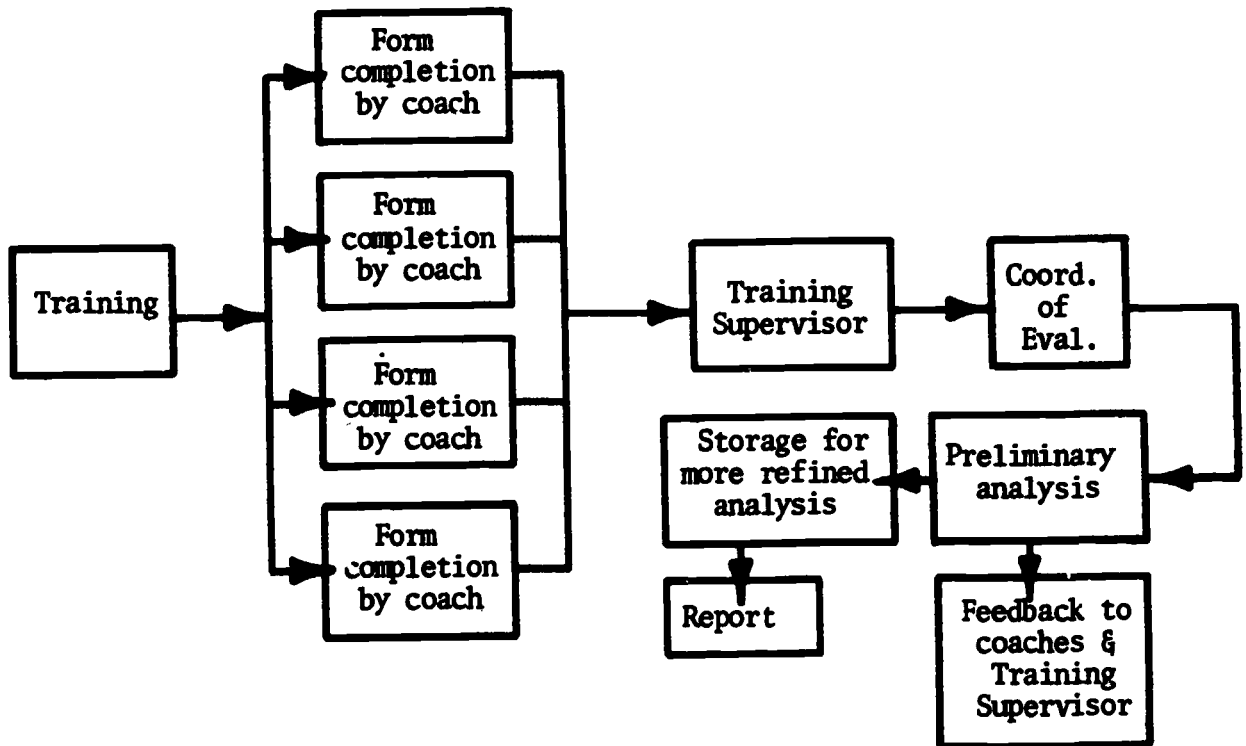 Training
Form
completion
by coach
Form
completion
by coach
Form
completion
by coach
Form
completion
by coach
Training
Supervisor
Coord.
of
Eval.
Preliminary
analysis
Storage for
more refined
analysis
Report
Feedback to
coaches &
Training
Supervisor